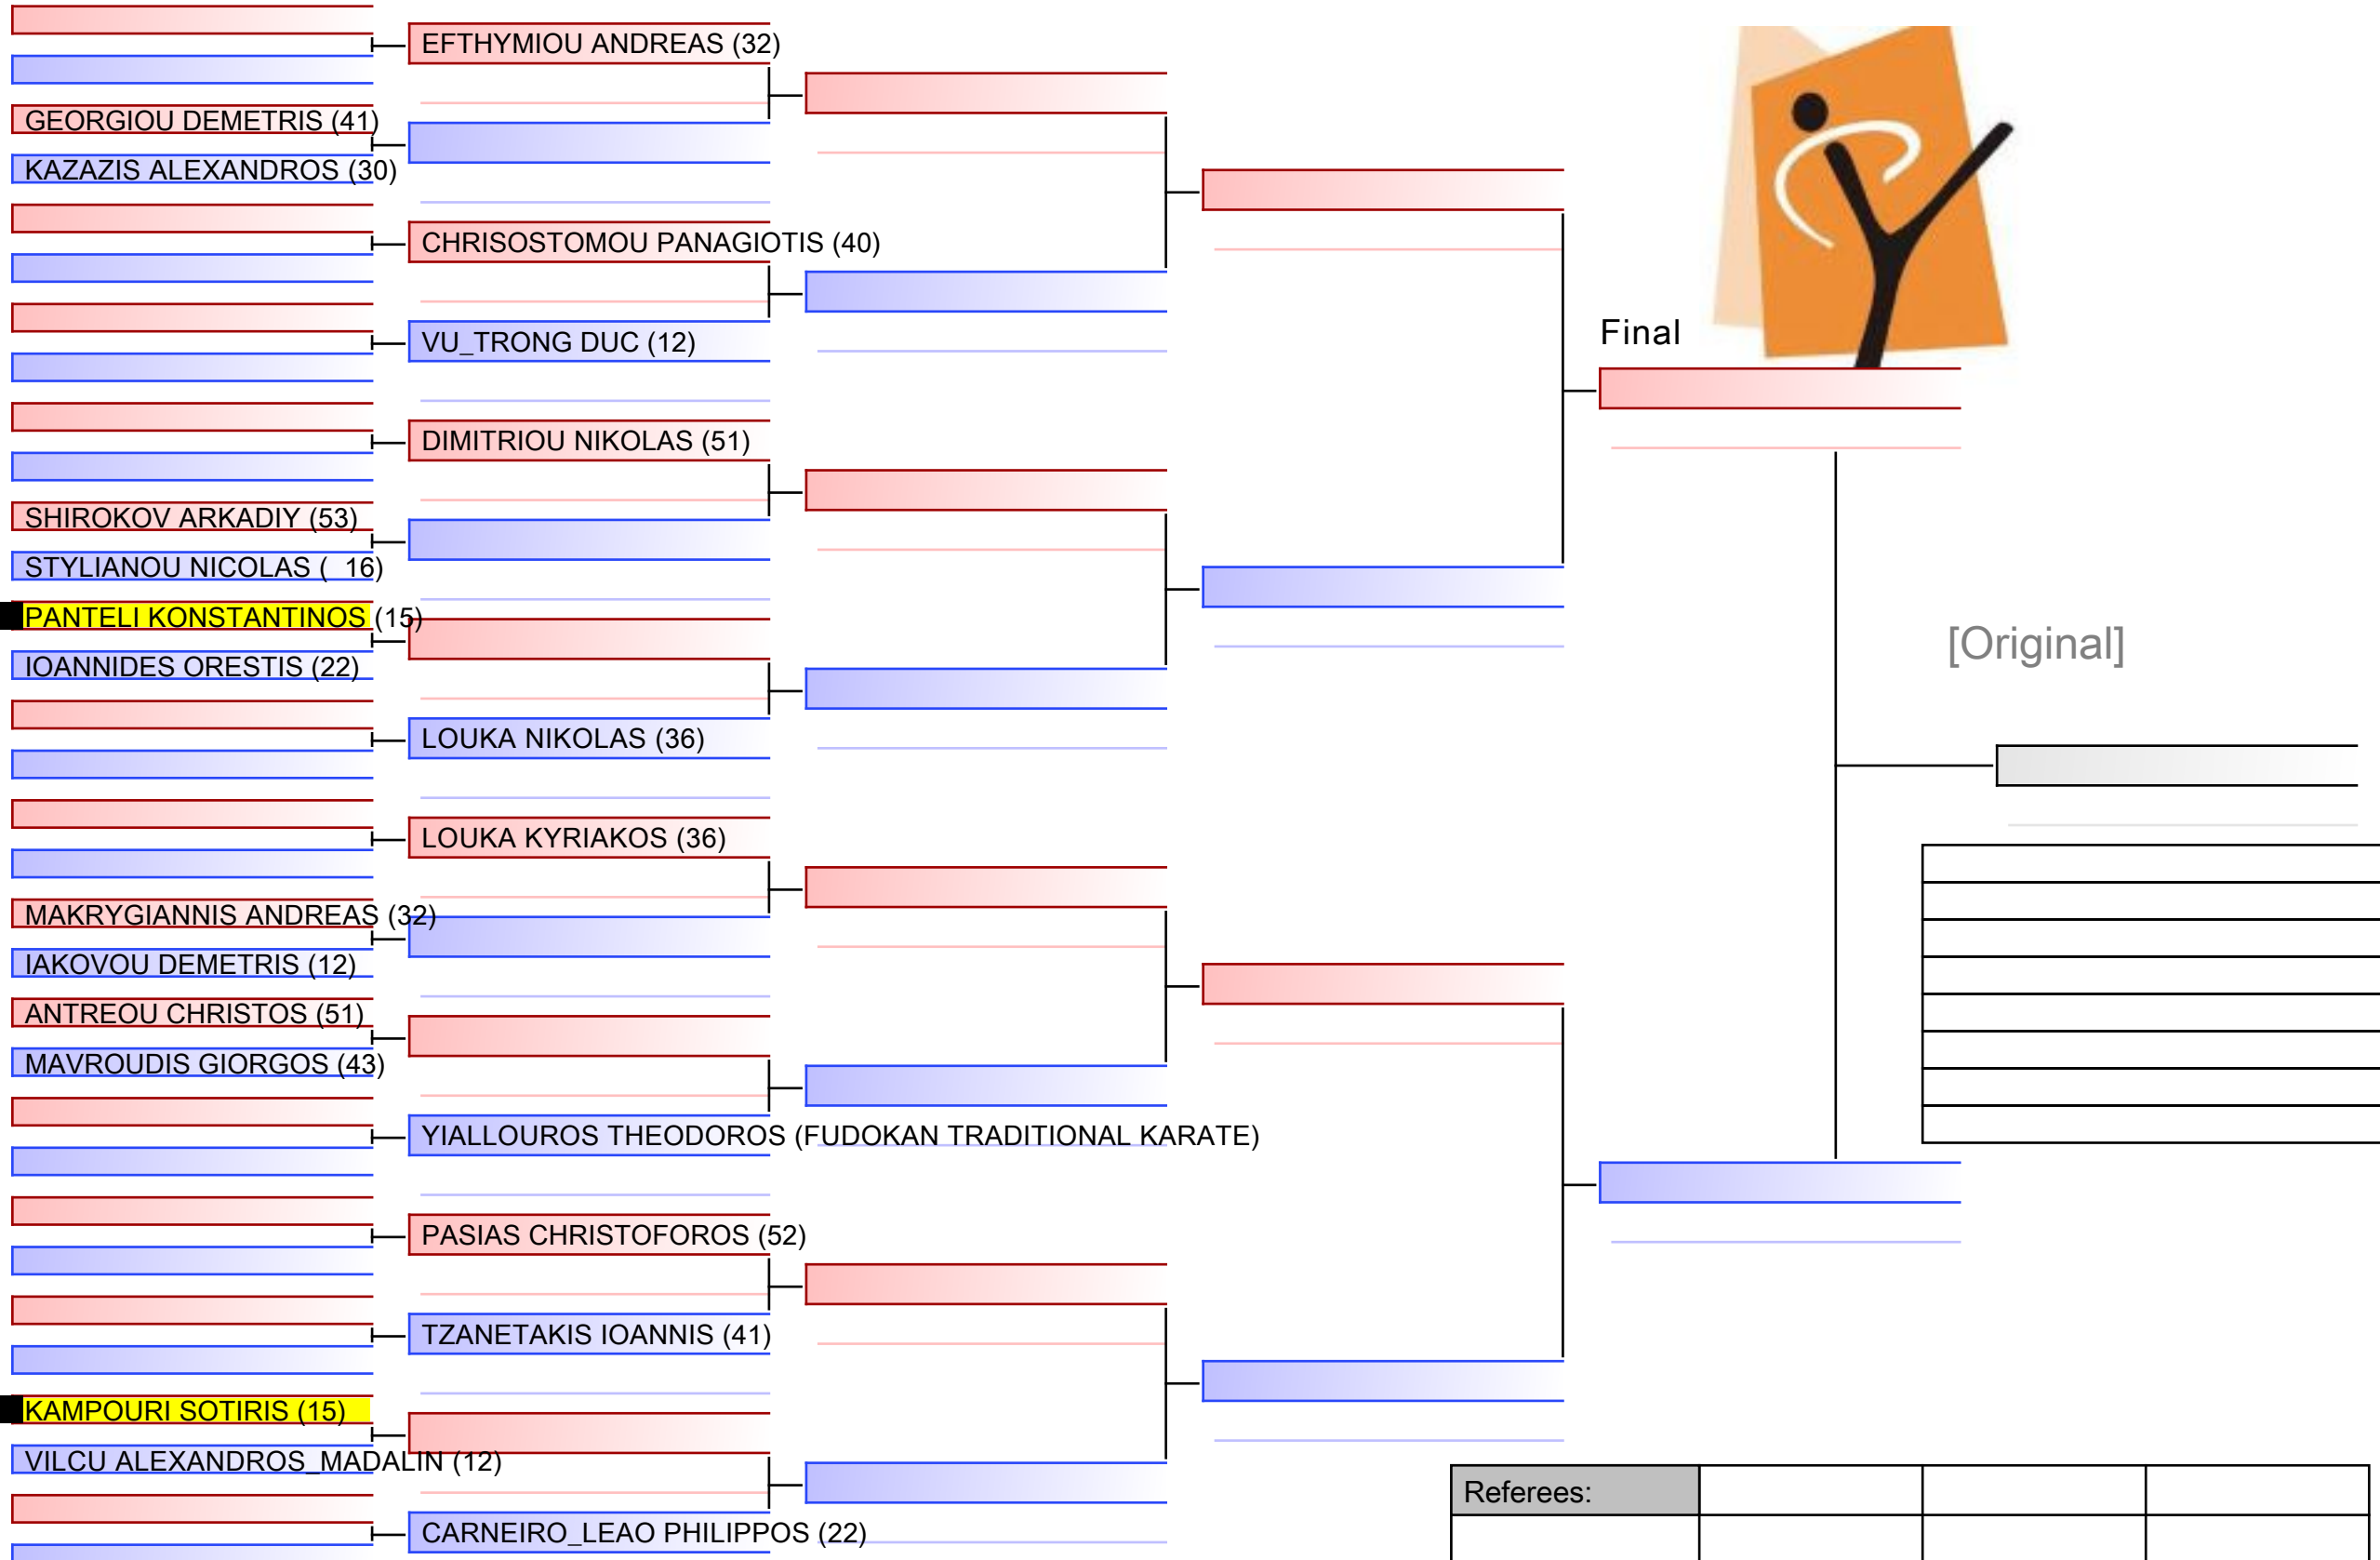 EFTHYMIOU ANDREAS (32)
GEORGIOU DEMETRIS (41)
KAZAZIS ALEXANDROS (30)
CHRISOSTOMOU PANAGIOTIS (40)
VU_TRONG DUC (12)
DIMITRIOU NIKOLAS (51)
SHIROKOV ARKADIY (53)
STYLIANOU NICOLAS (  16)
PANTELI KONSTANTINOS (15)
IOANNIDES ORESTIS (22)
LOUKA NIKOLAS (36)
LOUKA KYRIAKOS (36)
MAKRYGIANNIS ANDREAS (32)
IAKOVOU DEMETRIS (12)
ANTREOU CHRISTOS (51)
MAVROUDIS GIORGOS (43)
YIALLOUROS THEODOROS (FUDOKAN TRADITIONAL KARATE)
PASIAS CHRISTOFOROS (52)
TZANETAKIS IOANNIS (41)
KAMPOURI SOTIRIS (15)
VILCU ALEXANDROS_MADALIN (12)
CARNEIRO_LEAO PHILIPPOS (22)
Final
[Original]
Referees: